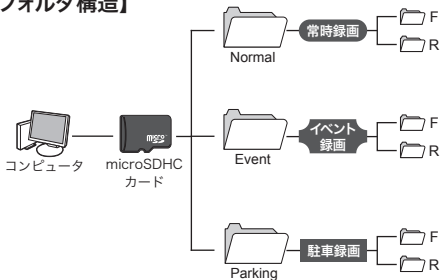 フォルダ構造】
F
常時録画
R
Normal
micro
コンピュータ
microSDHC
カード
F
イベント
録画
R
Event
F
駐車録画
R
Parking